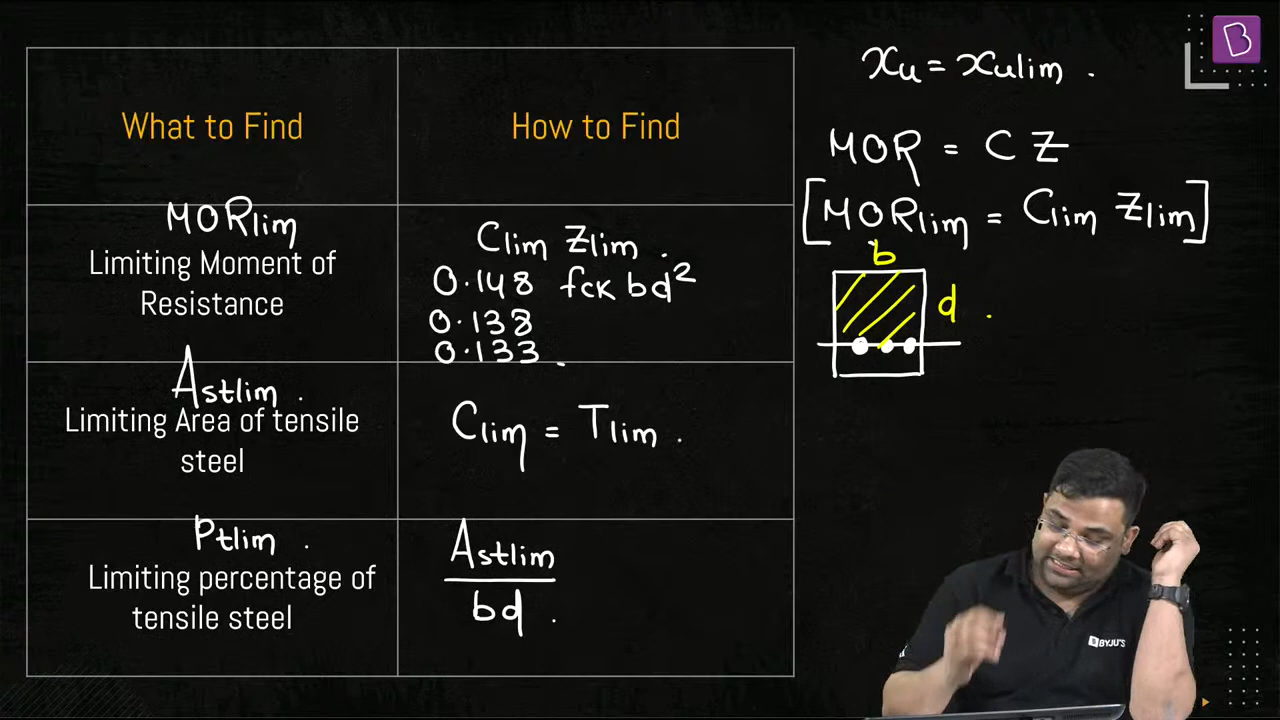 What to Find
How to Find
MORlim
Limiting Moment of
Resistance
Clim Zlim.
0.148 fck bd²
0.138
0.133.
Astlim.
Limiting Area of tensile
steel
Clim = Tlim.
Ptlim.
Limiting percentage of
tensile steel
Astlim
bd.
xu = xulim.
MOR = C Z
[MORlim = Clim Zlim]
b
d.
B
BYJU'S